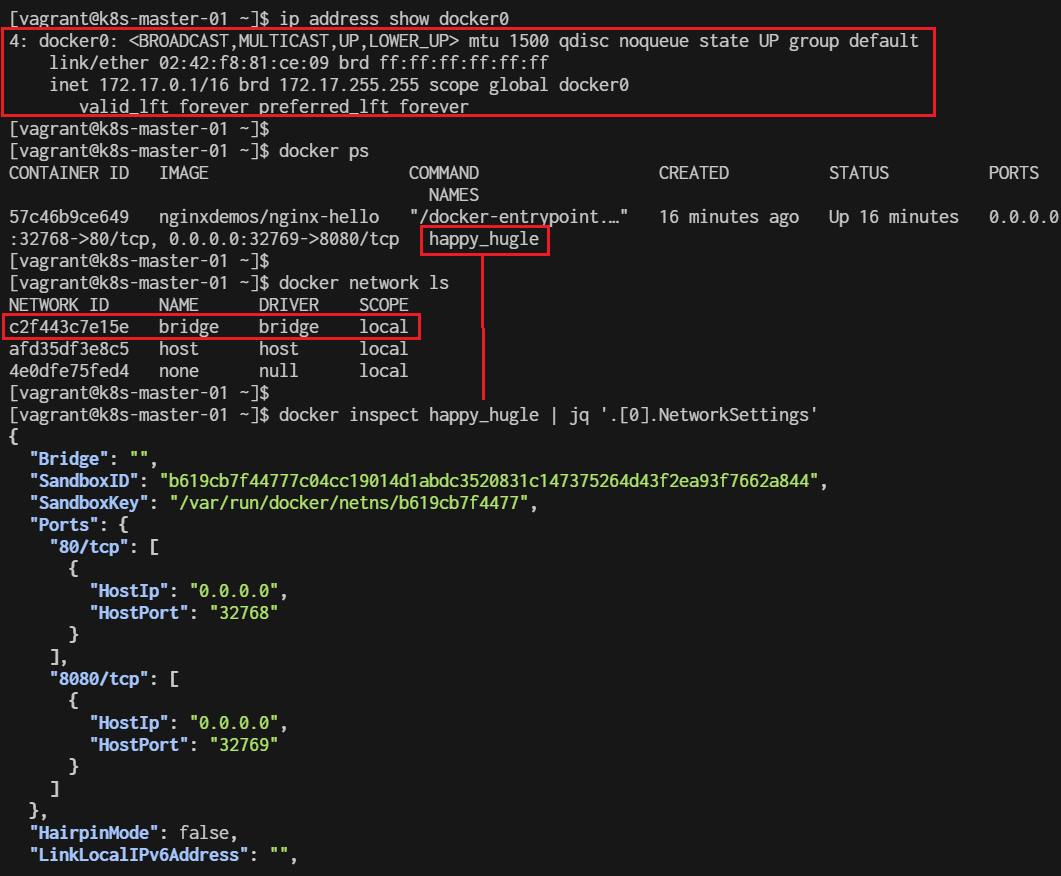 [vagrant@k8s-master-01 ~]$ ip address show docker0
4: docker0: <BROADCAST,MULTICAST,UP,LOWER_UP> mtu 1500 qdisc noqueue state UP group default
    link/ether 02:42:f8:81:ce:09 brd ff:ff:ff:ff:ff:ff
    inet 172.17.0.1/16 brd 172.17.255.255 scope global docker0
       valid_lft forever preferred_lft forever
[vagrant@k8s-master-01 ~]$
[vagrant@k8s-master-01 ~]$ docker ps
CONTAINER ID   IMAGE                    COMMAND                  CREATED          STATUS          PORTS
                                          NAMES
57c46b9ce649   nginxdemos/nginx-hello   "/docker-entrypoint.…"   16 minutes ago   Up 16 minutes   0.0.0.0
:32768->80/tcp, 0.0.0.0:32769->8080/tcp   happy_hugle
[vagrant@k8s-master-01 ~]$
[vagrant@k8s-master-01 ~]$ docker network ls
NETWORK ID     NAME      DRIVER    SCOPE
c2f443c7e15e   bridge    bridge    local
afd35df3e8c5   host      host      local
4e0dfe75fed4   none      null      local
[vagrant@k8s-master-01 ~]$
[vagrant@k8s-master-01 ~]$ docker inspect happy_hugle | jq '.[0].NetworkSettings'
{
  "Bridge": "",
  "SandboxID": "b619cb7f44777c04cc19014d1abdc3520831c147375264d43f2ea93f7662a844",
  "SandboxKey": "/var/run/docker/netns/b619cb7f4477",
  "Ports": {
    "80/tcp": [
      {
        "HostIp": "0.0.0.0",
        "HostPort": "32768"
      }
    ],
    "8080/tcp": [
      {
        "HostIp": "0.0.0.0",
        "HostPort": "32769"
      }
    ]
  },
  "HairpinMode": false,
  "LinkLocalIPv6Address": "",